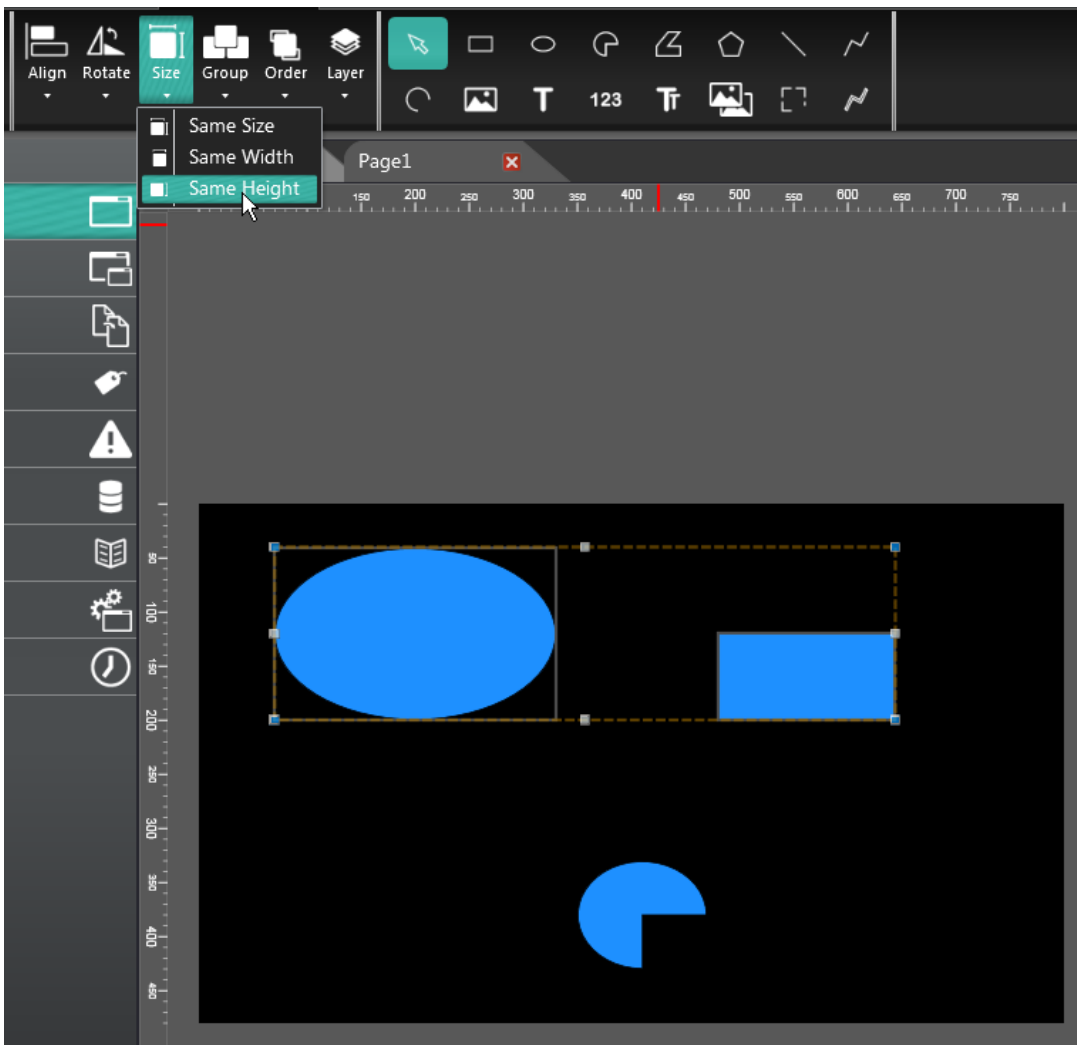 Align Rotate Size Group Order Layer
T 123 TT
Same Size
Same Width
Same Height
Page1
150 200 250 300 350 400 450 500 550 600 650 700 750
50
100
150
200
250
300
350
400
450